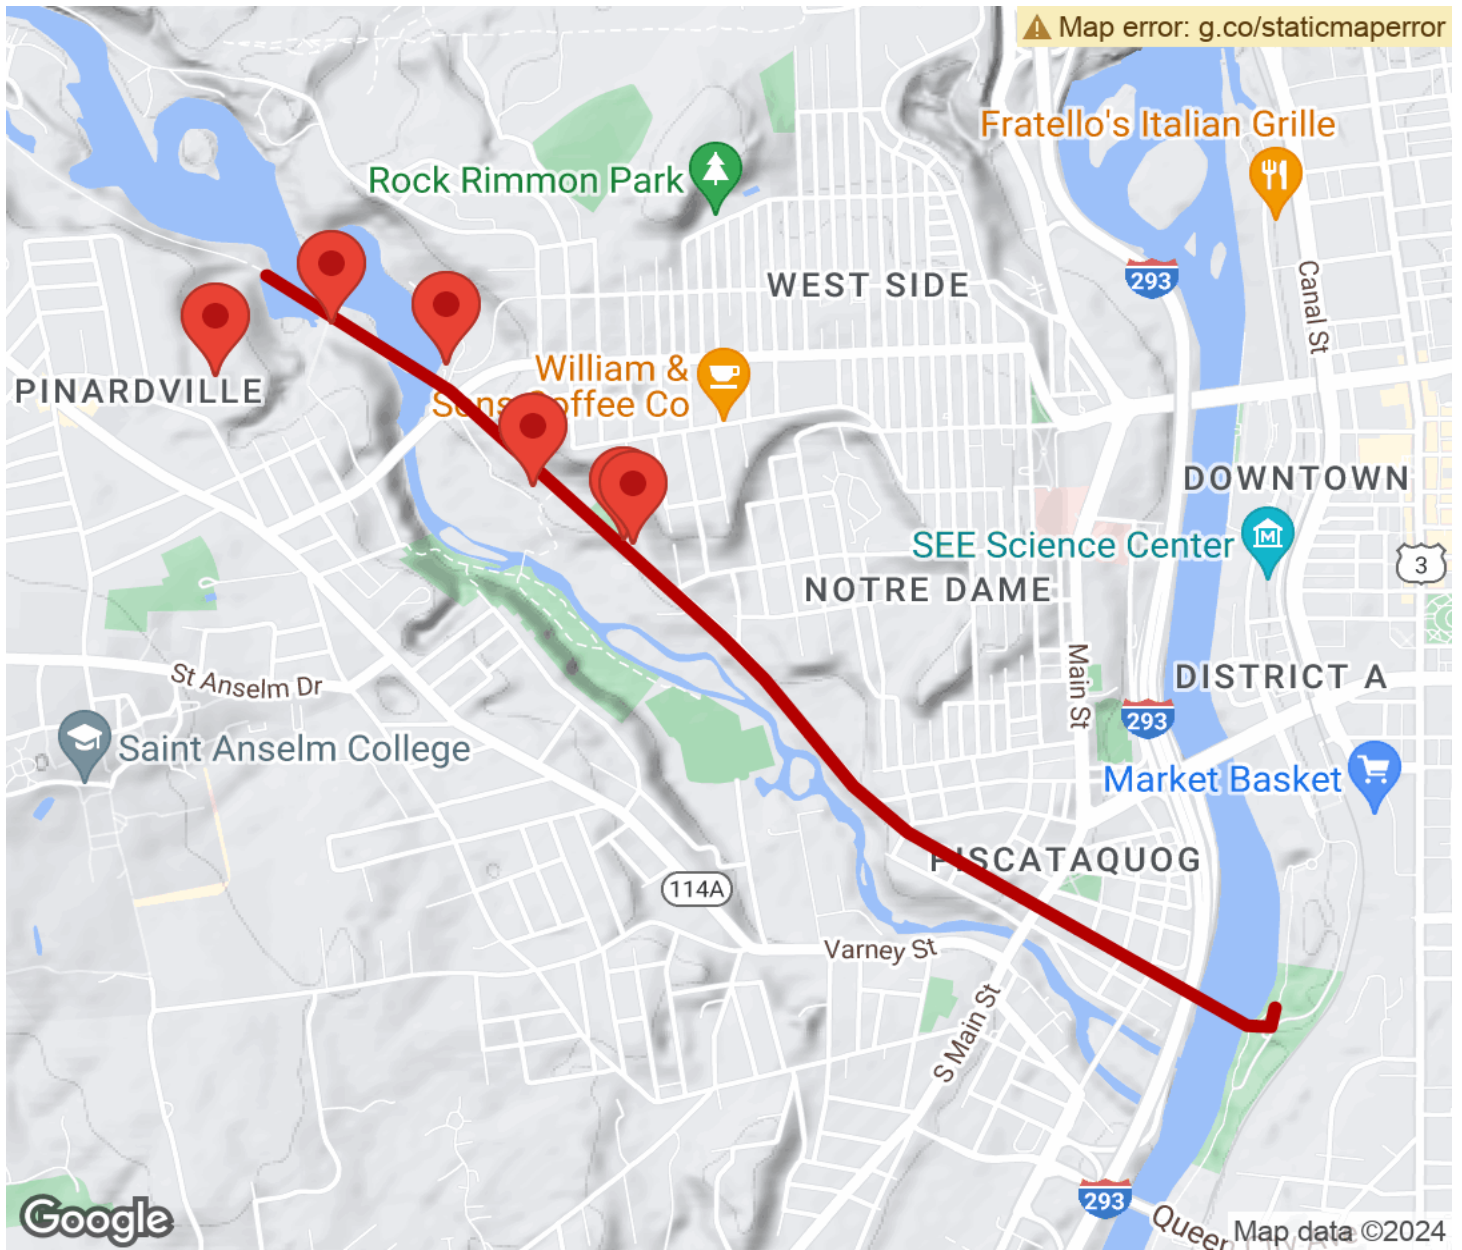 Map error: g.co/staticmaperror
Fratello's Italian Grille
Rock Rimmon Park
WEST SIDE
293
Canal St
William &
Sons Coffee Co
PINARDVILLE
DOWNTOWN
SEE Science Center
3
NOTRE DAME
Main St
DISTRICT A
St Anselm Dr
293
Saint Anselm College
Market Basket
PISCATAQUOG
114A
Varney St
S Main St
293
Google
Map data ©2024